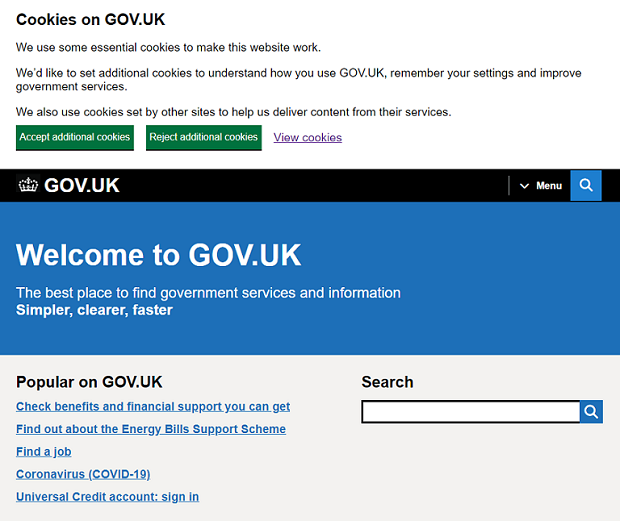 Cookies on GOV.UK
We use some essential cookies to make this website work.
We'd like to set additional cookies to understand how you use GOV.UK, remember your settings and improve
government services.
We also use cookies set by other sites to help us deliver content from their services.
Accept additional cookies Reject additional cookies View cookies
GOV.UK Menu
Welcome to GOV.UK
The best place to find government services and information
Simpler, clearer, faster
Popular on GOV.UK Search
Check benefits and financial support you can get
Find out about the Energy Bills Support Scheme
Find a job
Coronavirus (COVID-19)
Universal Credit account: sign in